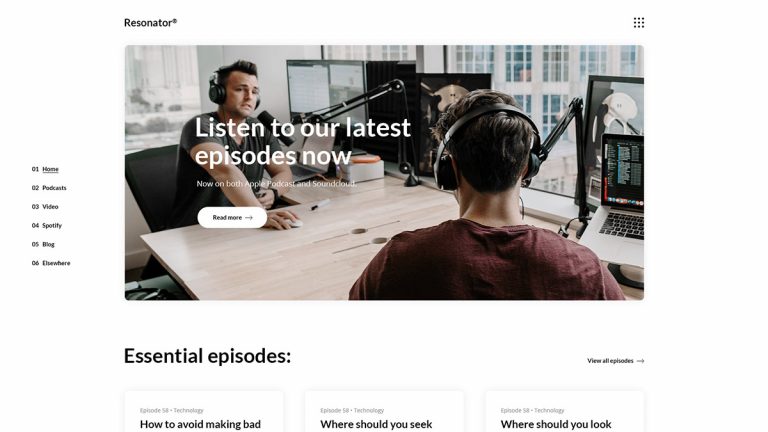 Resonator®
01 Home
02 Podcasts
03 Video
04 Spotify
05 Blog
06 Elsewhere
Listen to our latest
episodes now
Now on both Apple Podcast and Soundcloud.
Read more →
Essential episodes:
View all episodes →
Episode 58 • Technology
How to avoid making bad
Episode 58 • Technology
Where should you seek
Episode 58 • Technology
Where should you look